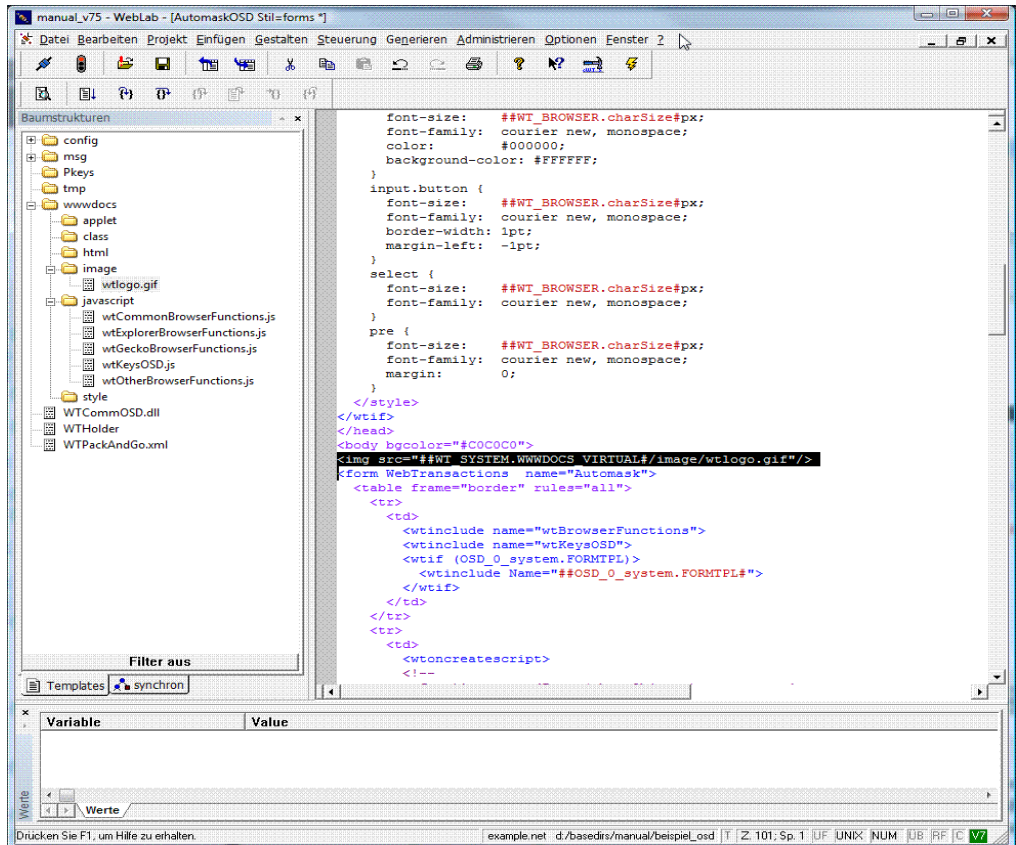 manual_v75 - WebLab - [AutomaskOSD Stil=forms *]
Datei Bearbeiten Projekt Einfügen Gestalten Steuerung Generieren Administrieren Optionen Fenster ?
Baumstrukturen
config
msg
Pkeys
tmp
wwwdocs
applet
class
html
image
wtlogo.gif
javascript
wtCommonBrowserFunctions.js
wtExplorerBrowserFunctions.js
wtGeckoBrowserFunctions.js
wtKeysOSD.js
wtOtherBrowserFunctions.js
style
WTCommOSD.dll
WTHolder
WTPackAndGo.xml
Filter aus
Templates synchron
font-size: ##WT_BROWSER.charSize#px;
font-family: courier new, monospace;
color: #000000;
background-color: #FFFFFF;
}
input.button {
font-size: ##WT_BROWSER.charSize#px;
font-family: courier new, monospace;
border-width: 1pt;
margin-left: -1pt;
}
select {
font-size: ##WT_BROWSER.charSize#px;
font-family: courier new, monospace;
}
pre {
font-size: ##WT_BROWSER.charSize#px;
font-family: courier new, monospace;
margin: 0;
}
</style>
</wtif>
</head>
<body bgcolor="#C0C0C0">
<img src="##WT_SYSTEM.WWWDOCS_VIRTUAL#/image/wtlogo.gif"/>
<form WebTransactions name="Automask">
<table frame="border" rules="all">
<tr>
<td>
<wtinclude name="wtBrowserFunctions">
<wtinclude name="wtKeysOSD">
<wtif (OSD_0_system.FORMTPL)>
<wtinclude Name="##OSD_0_system.FORMTPL#">
</wtif>
</td>
</tr>
<tr>
<td>
<wtoncreatescript>
<!--
Variable Value
Werte
Werte
Drücken Sie F1, um Hilfe zu erhalten. example.net d:/basedirs/manual/beispiel_osd T Z. 101; Sp. 1 UF UNIX NUM UB RF C V7